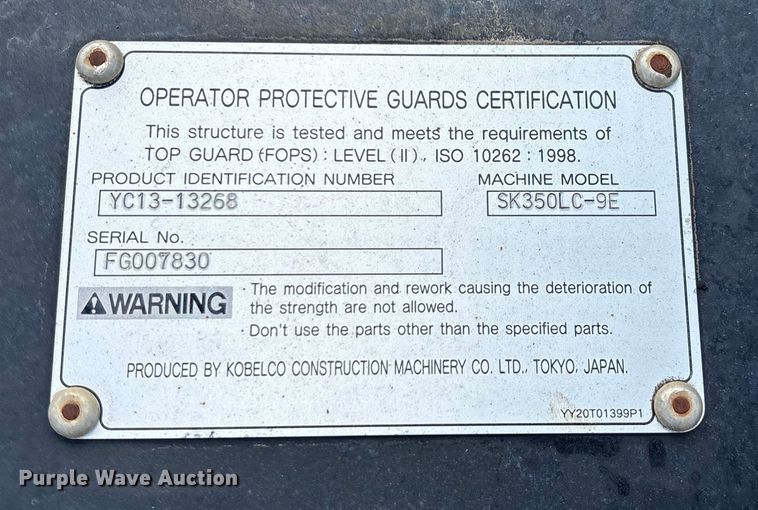 OPERATOR PROTECTIVE GUARDS CERTIFICATION
This structure is tested and meets the requirements of
TOP GUARD (FOPS) : LEVEL (II), ISO 10262 : 1998.
PRODUCT IDENTIFICATION NUMBER MACHINE MODEL
YC13-13268 SK350LC-9E
SERIAL No.
FG007830
WARNING
· The modification and rework causing the deterioration of
the strength are not allowed.
· Don't use the parts other than the specified parts.
PRODUCED BY KOBELCO CONSTRUCTION MACHINERY CO. LTD., TOKYO, JAPAN.
YY20T01399P1
Purple Wave Auction